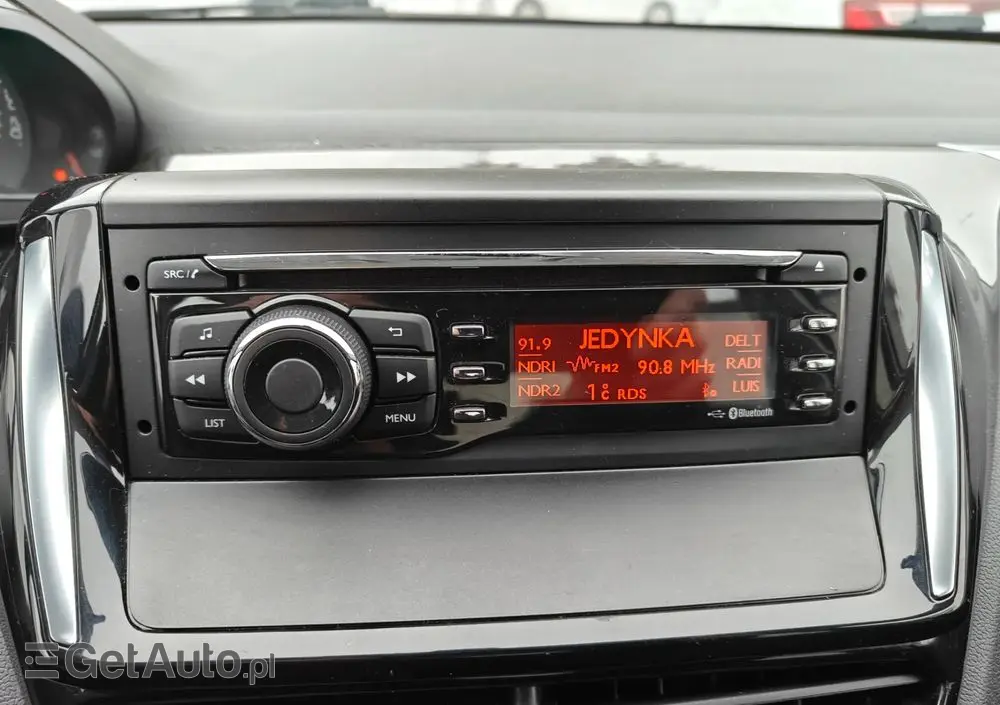 SRC/
91.9 JEDYNKA DELT
NDR1 FM2 90.8 MHz RADI
NDR2 1°C RDS LUIS
LIST
MENU
Bluetooth
GetAuto.pl